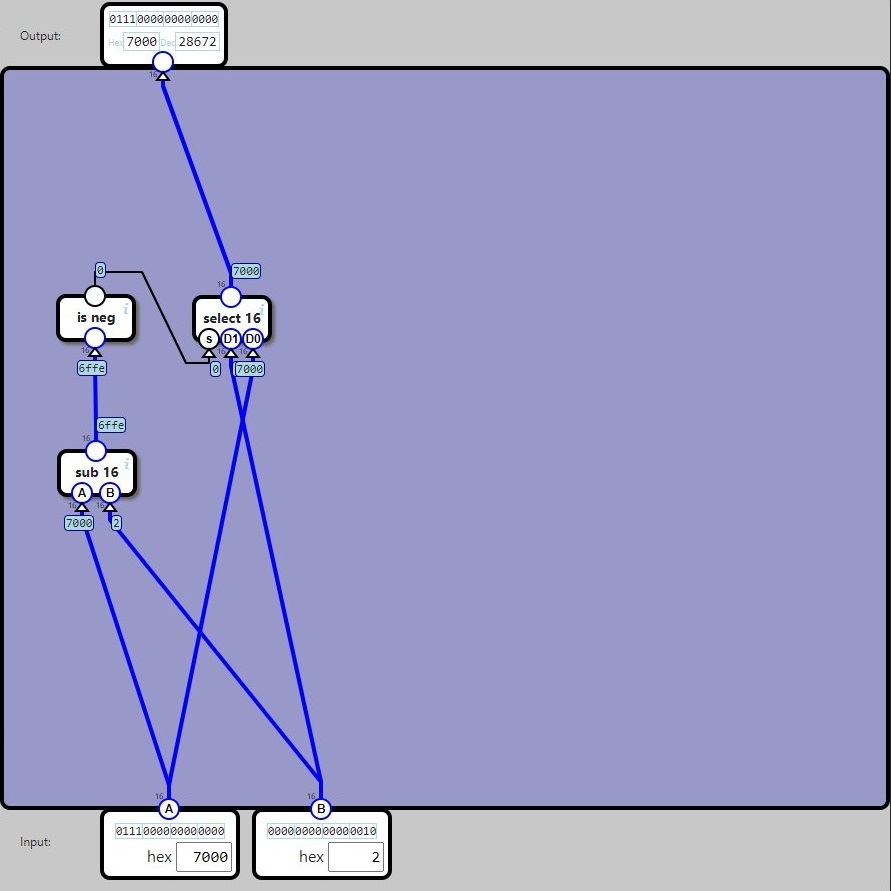 Output:
0111000000000000
Hex 7000 Dec 28672
16
0
7000
16
is neg i
select 16 i
s D1 D0
16 16 16
6ffe
0 7000
6ffe
16
sub 16 i
A B
16 16
7000 2
16 16
A B
Input:
0111000000000000 0000000000000010
hex 7000 hex 2